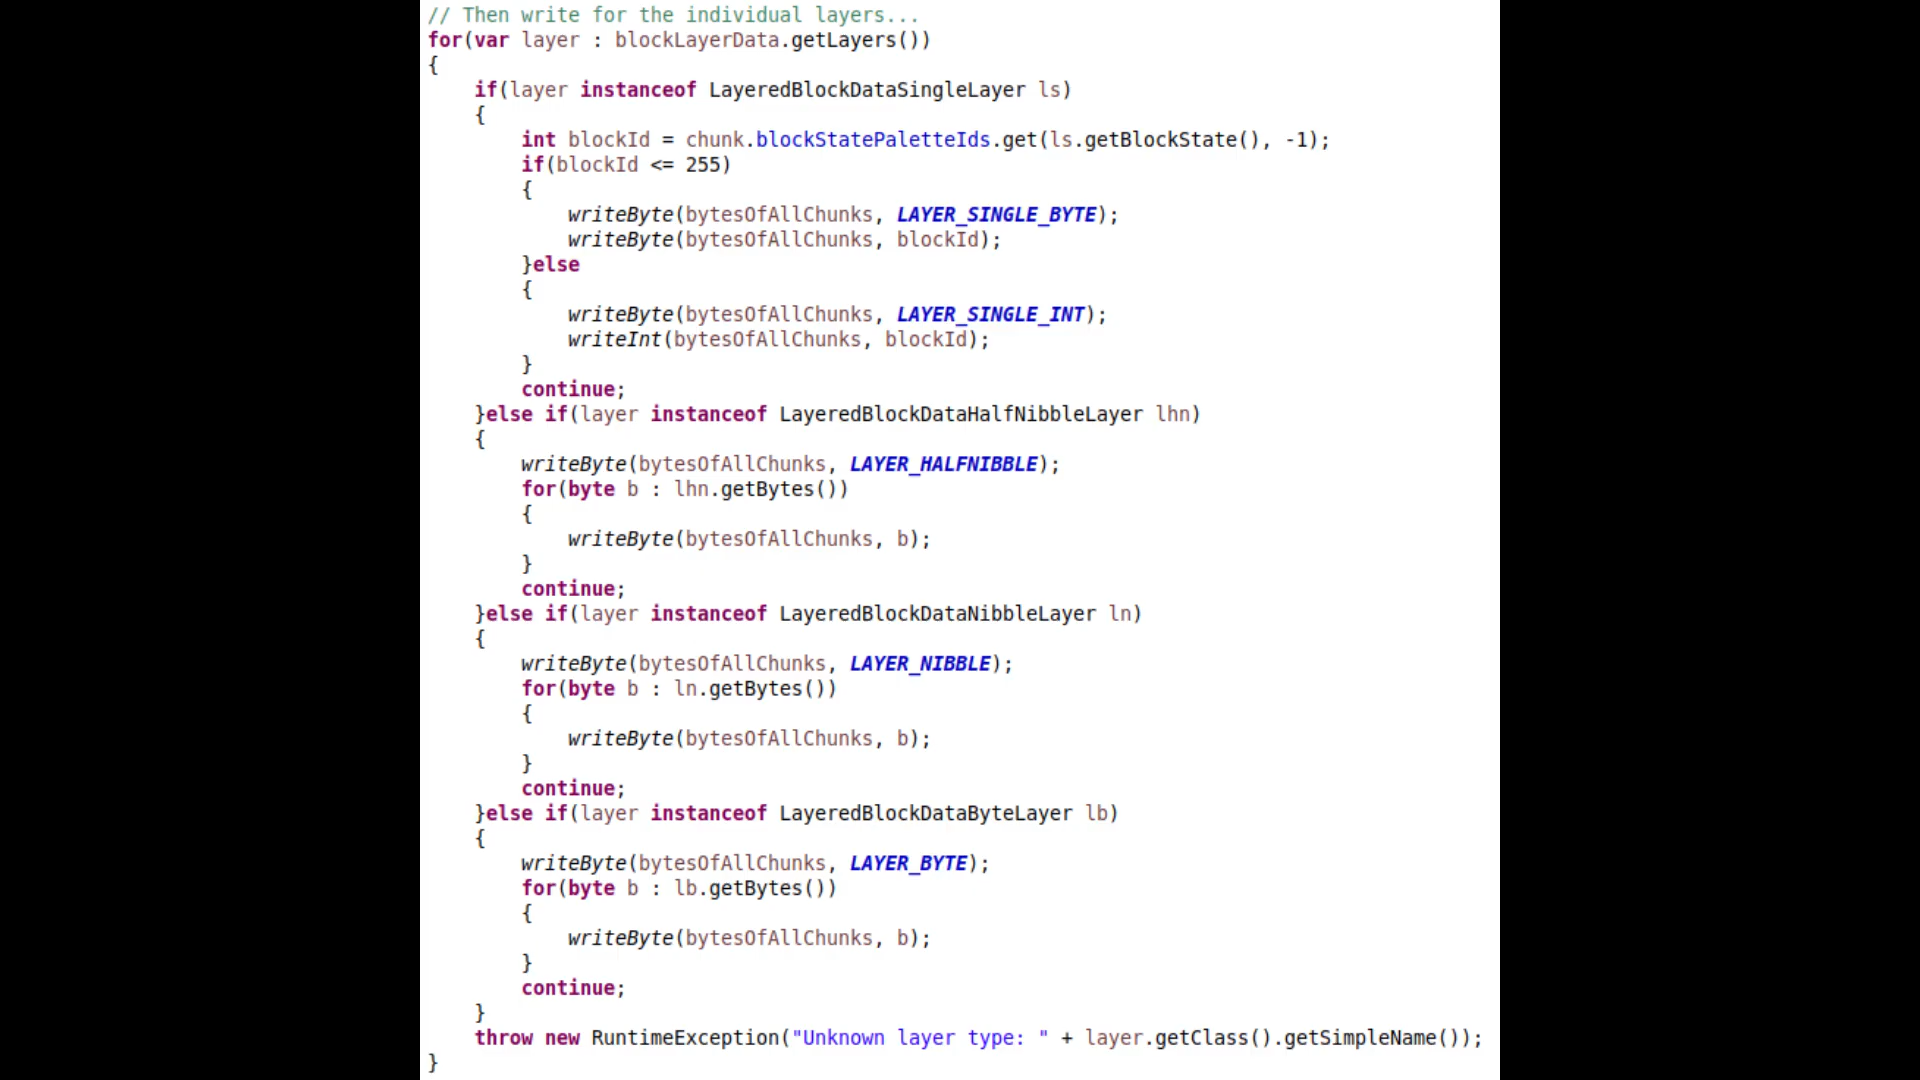 // Then write for the individual layers...
for(var layer : blockLayerData.getLayers())
{
    if(layer instanceof LayeredBlockDataSingleLayer ls)
    {
        int blockId = chunk.blockStatePaletteIds.get(ls.getBlockState(), -1);
        if(blockId <= 255)
        {
            writeByte(bytesOfAllChunks, LAYER_SINGLE_BYTE);
            writeByte(bytesOfAllChunks, blockId);
        }else
        {
            writeByte(bytesOfAllChunks, LAYER_SINGLE_INT);
            writeInt(bytesOfAllChunks, blockId);
        }
        continue;
    }else if(layer instanceof LayeredBlockDataHalfNibbleLayer lhn)
    {
        writeByte(bytesOfAllChunks, LAYER_HALFNIBBLE);
        for(byte b : lhn.getBytes())
        {
            writeByte(bytesOfAllChunks, b);
        }
        continue;
    }else if(layer instanceof LayeredBlockDataNibbleLayer ln)
    {
        writeByte(bytesOfAllChunks, LAYER_NIBBLE);
        for(byte b : ln.getBytes())
        {
            writeByte(bytesOfAllChunks, b);
        }
        continue;
    }else if(layer instanceof LayeredBlockDataByteLayer lb)
    {
        writeByte(bytesOfAllChunks, LAYER_BYTE);
        for(byte b : lb.getBytes())
        {
            writeByte(bytesOfAllChunks, b);
        }
        continue;
    }
    throw new RuntimeException("Unknown layer type: " + layer.getClass().getSimpleName());
}